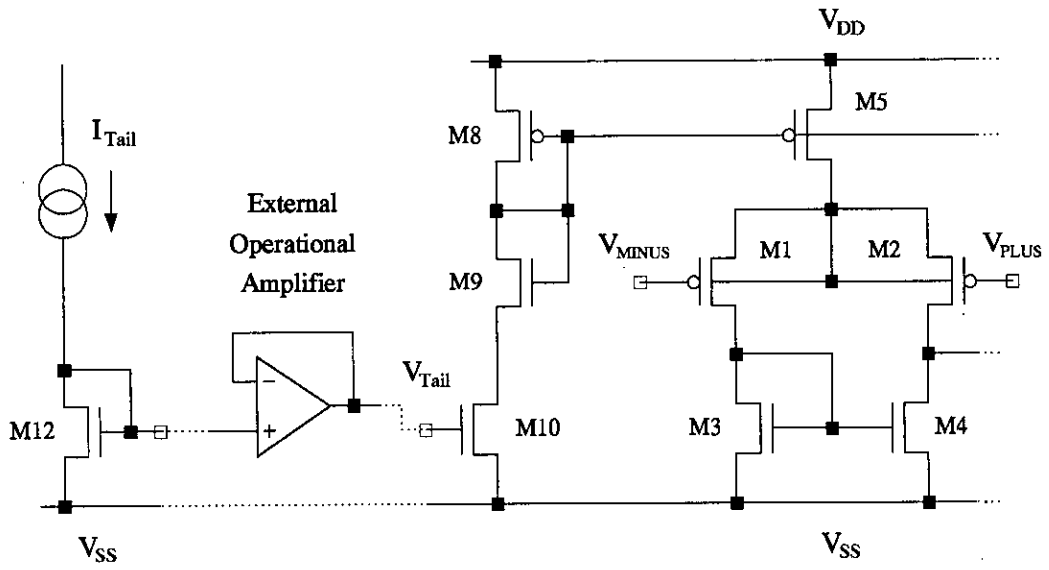 V_DD
M5
M8
I_Tail
External
Operational
Amplifier
V_MINUS
M1
M2
V_PLUS
M9
V_Tail
−
+
M12
M10
M3
M4
V_SS
V_SS